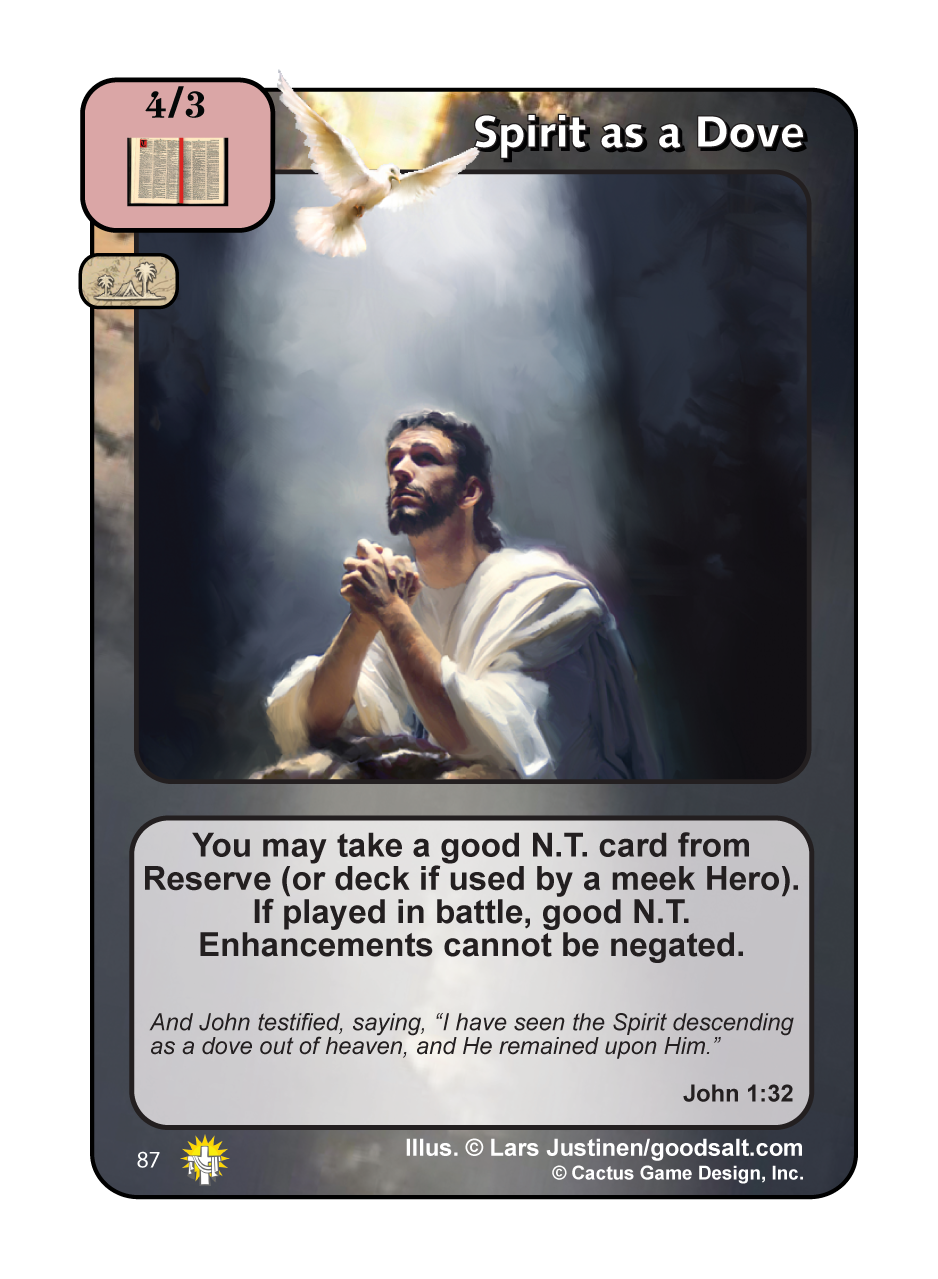 4/3
Spirit as a Dove
You may take a good N.T. card from
Reserve (or deck if used by a meek Hero).
If played in battle, good N.T.
Enhancements cannot be negated.
And John testified, saying, “I have seen the Spirit descending
as a dove out of heaven, and He remained upon Him.”
John 1:32
87
Illus. © Lars Justinen/goodsalt.com
© Cactus Game Design, Inc.